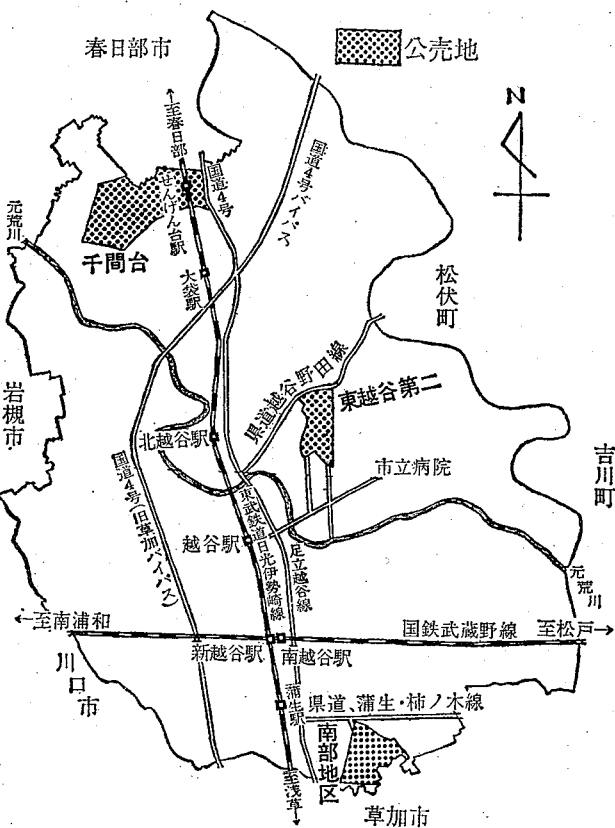 春日部市
公売地
N
←至春日部
国道4号バイパス
国道4号
せんげん台駅
元荒川
千間台
大袋駅
松伏町
岩槻市
県道越谷野田線
東越谷第二
北越谷駅
吉川町
国道4号(旧草加バイパス)
市立病院
東武鉄道日光伊勢崎線
足立越谷線
越谷駅
元荒川
←至南浦和
国鉄武蔵野線
至松戸→
新越谷駅
南越谷駅
川口市
蒲生駅
県道、蒲生・柿ノ木線
南部地区
至浅草→
草加市